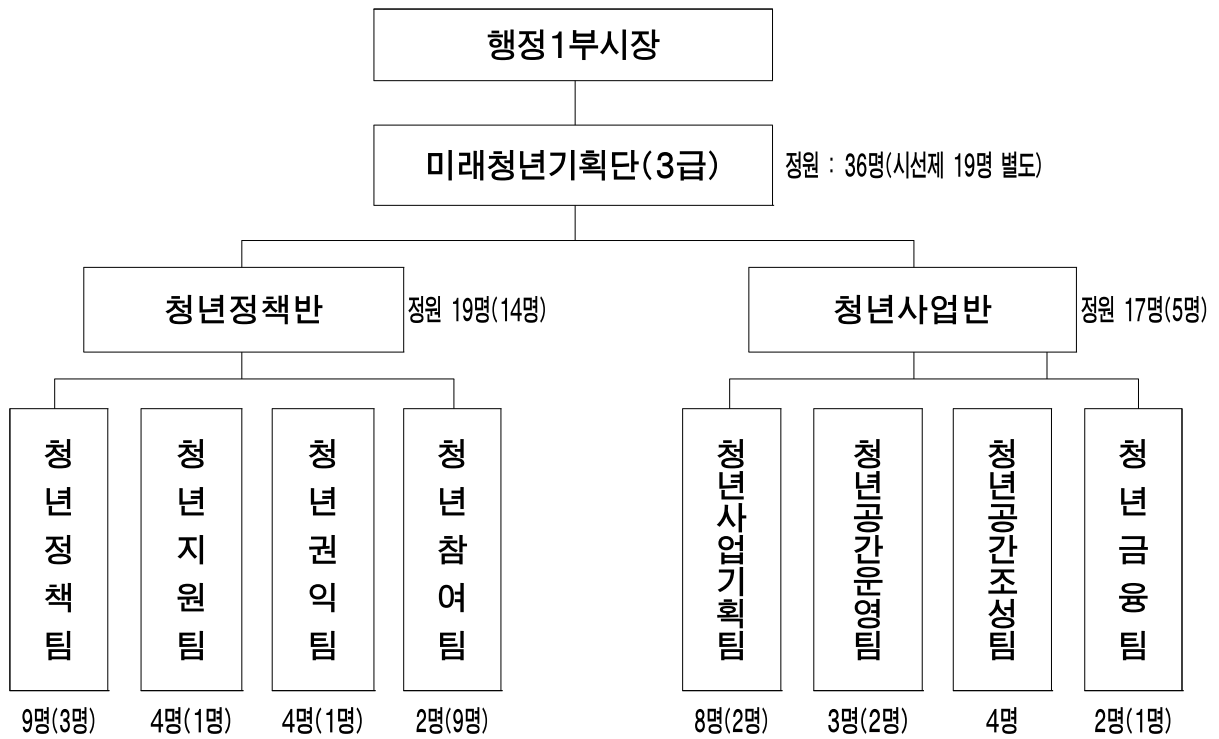 행정1부시장
미래청년기획단(3급)
정원 : 36명(시선제 19명 별도)
청년정책반
정원 19명(14명)
청년사업반
정원 17명(5명)
청년정책팀
청년지원팀
청년권익팀
청년참여팀
청년사업기획팀
청년공간운영팀
청년공간조성팀
청년금융팀
9명(3명)
4명(1명)
4명(1명)
2명(9명)
8명(2명)
3명(2명)
4명
2명(1명)